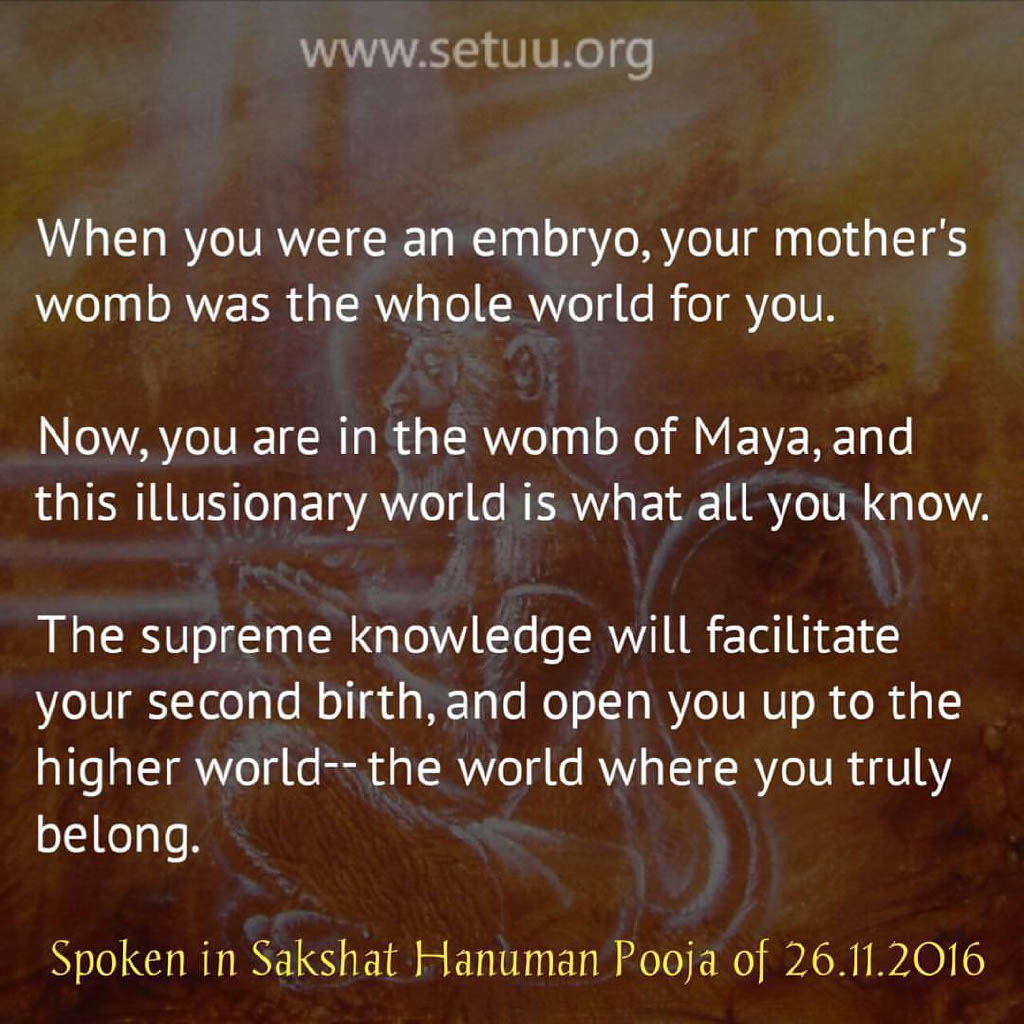 www.setuu.org
When you were an embryo, your mother's
womb was the whole world for you.
Now, you are in the womb of Maya, and
this illusionary world is what all you know.
The supreme knowledge will facilitate
your second birth, and open you up to the
higher world-- the world where you truly
belong.
Spoken in Sakshat Hanuman Pooja of 26.11.2016